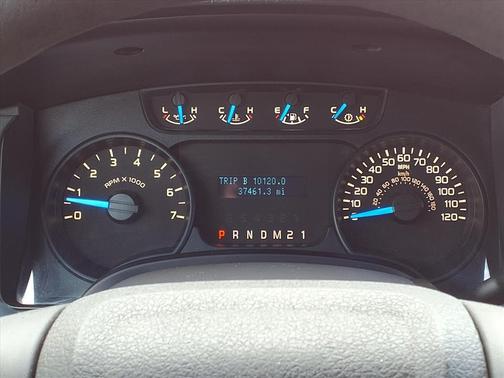 L H C H E F C H
0 1 2 3 4 5 6 7
RPM X 1000
TRIP B 10120.0
37461.3 mi
P R N D M 2 1
10 20 30 40 50 60 70 80 90 100 110 120
MPH
km/h